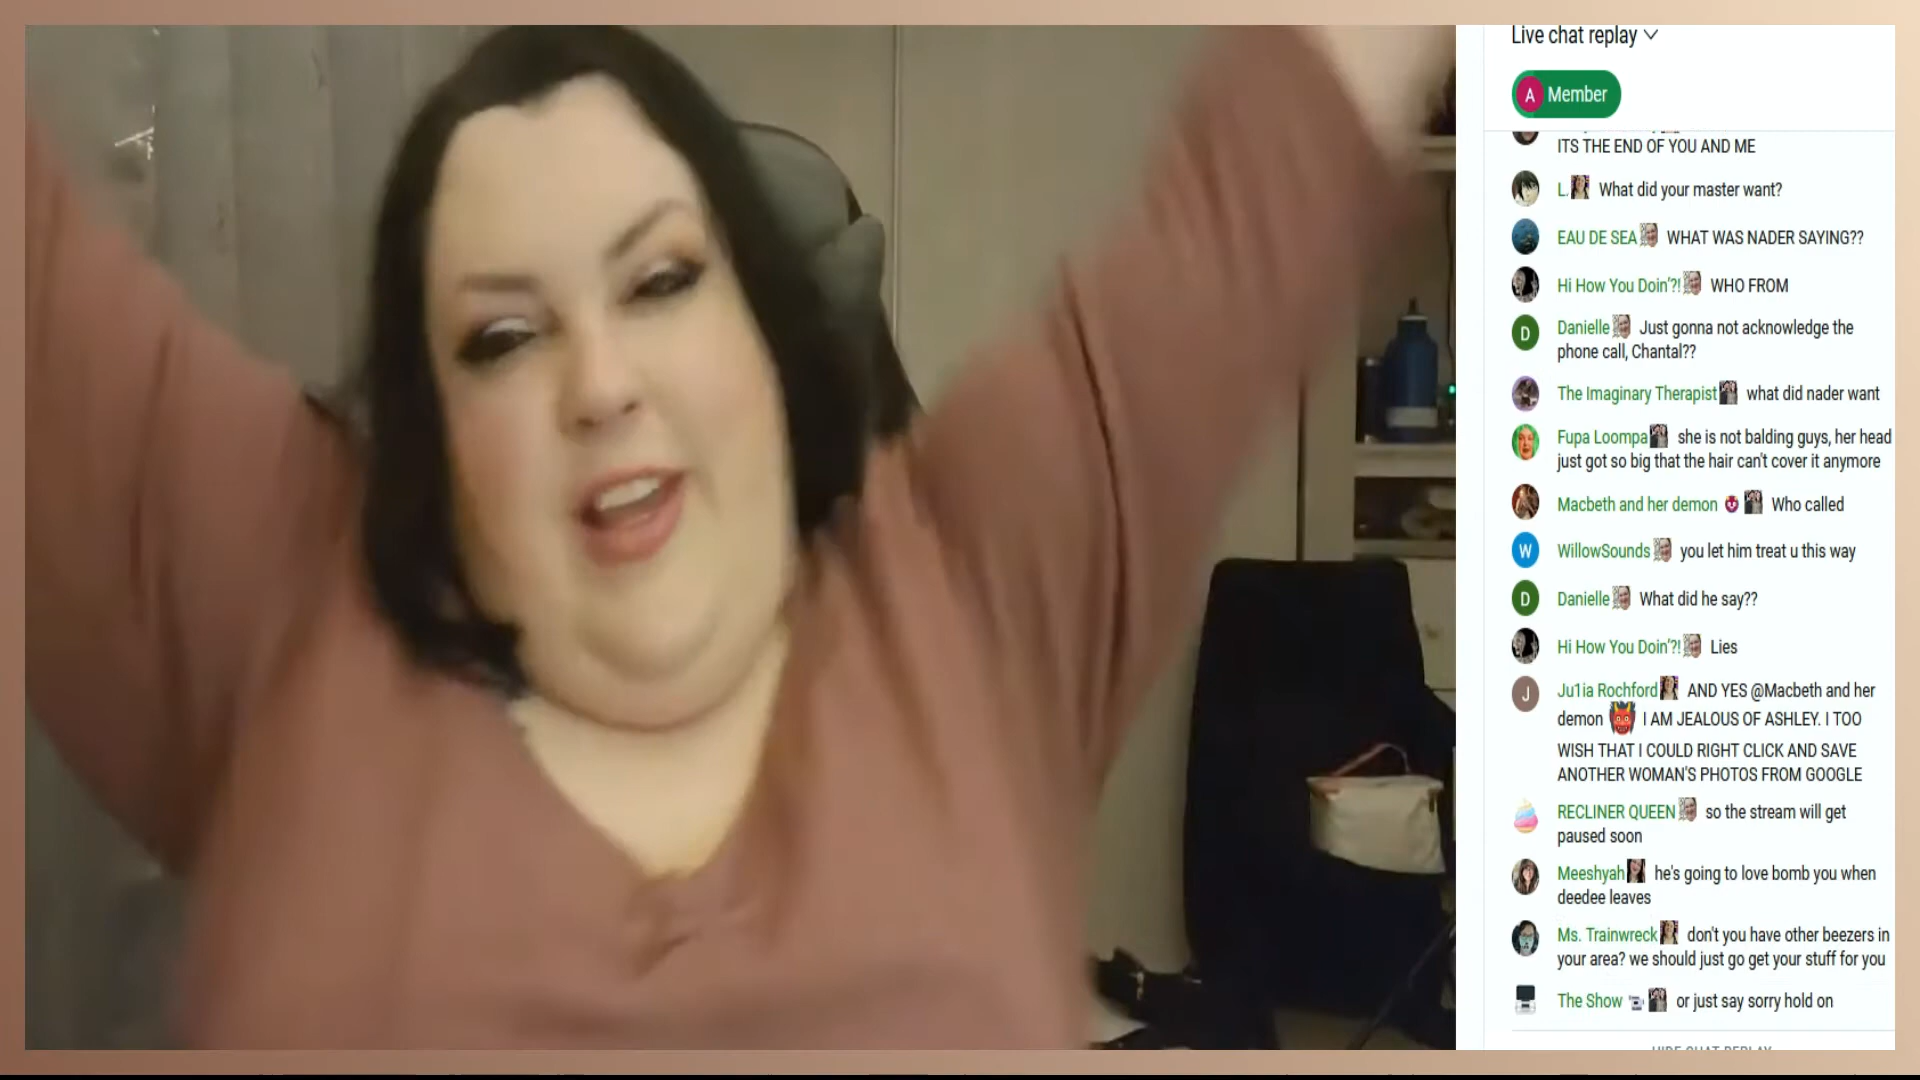 Live chat replay
A Member
ITS THE END OF YOU AND ME
L. What did your master want?
EAU DE SEA WHAT WAS NADER SAYING??
Hi How You Doin'?! WHO FROM
D Danielle Just gonna not acknowledge the
phone call, Chantal??
The Imaginary Therapist what did nader want
Fupa Loompa she is not balding guys, her head
just got so big that the hair can't cover it anymore
Macbeth and her demon Who called
W WillowSounds you let him treat u this way
D Danielle What did he say??
Hi How You Doin'?! Lies
J Ju1ia Rochford AND YES @Macbeth and her
demon 👹 I AM JEALOUS OF ASHLEY. I TOO
WISH THAT I COULD RIGHT CLICK AND SAVE
ANOTHER WOMAN'S PHOTOS FROM GOOGLE
RECLINER QUEEN so the stream will get
paused soon
Meeshyah he's going to love bomb you when
deedee leaves
Ms. Trainwreck don't you have other beezers in
your area? we should just go get your stuff for you
The Show or just say sorry hold on
HIDE CHAT REPLAY